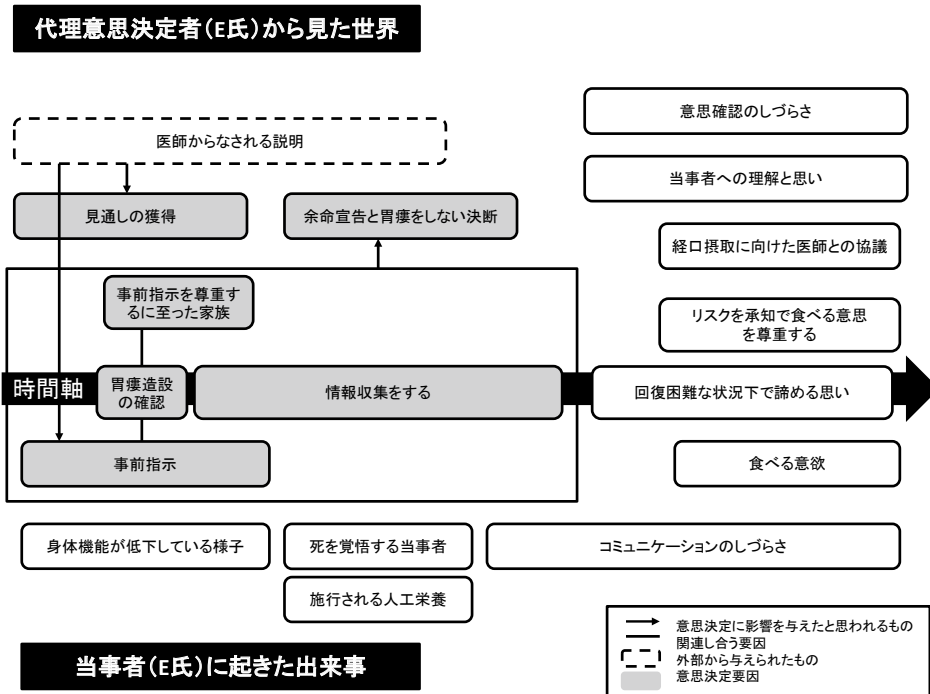 代理意思決定者(E氏)から見た世界
意思確認のしづらさ
医師からなされる説明
当事者への理解と思い
見通しの獲得
余命宣告と胃瘻をしない決断
経口摂取に向けた医師との協議
事前指示を尊重す
るに至った家族
リスクを承知で食べる意思
を尊重する
時間軸
胃瘻造設
の確認
情報収集をする
回復困難な状況下で諦める思い
事前指示
食べる意欲
身体機能が低下している様子
死を覚悟する当事者
コミュニケーションのしづらさ
施行される人工栄養
当事者(E氏)に起きた出来事
意思決定に影響を与えたと思われるもの
関連し合う要因
外部から与えられたもの
意思決定要因